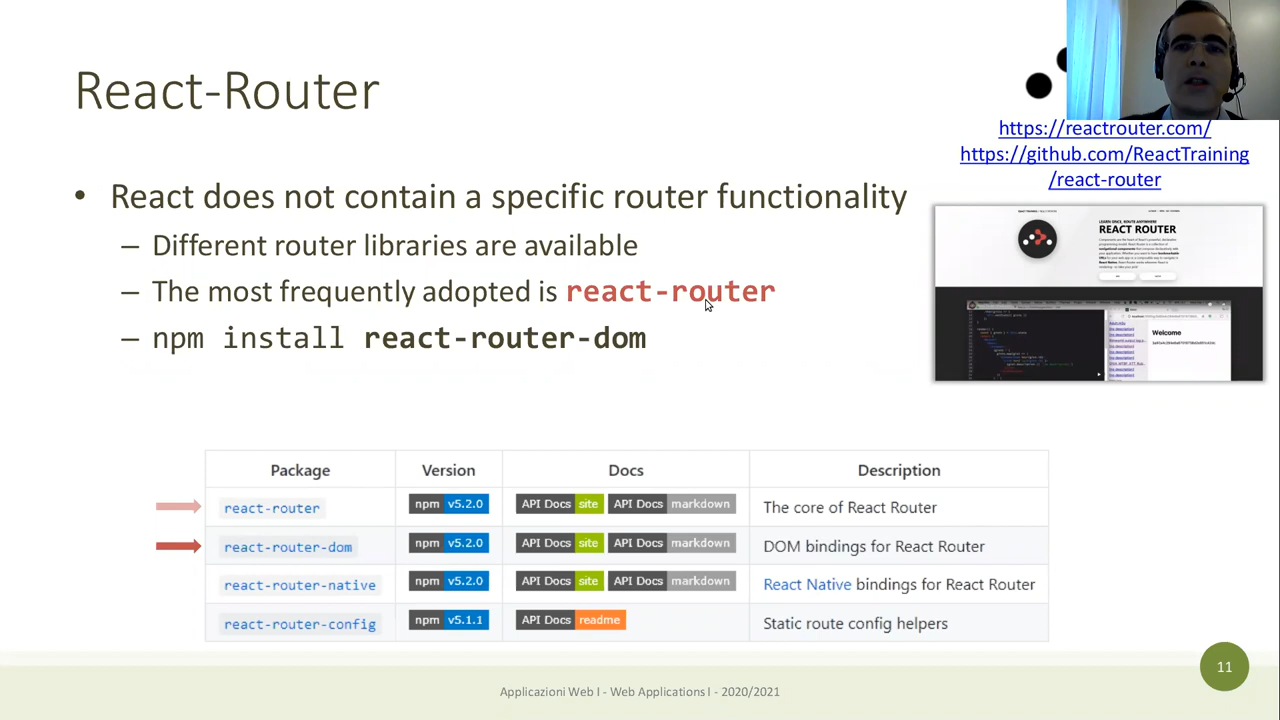 React-Router
https://reactrouter.com/
https://github.com/ReactTraining
/react-router
• React does not contain a specific router functionality
– Different router libraries are available
– The most frequently adopted is react-router
– npm install react-router-dom
REACT ROUTER
Welcome
Package Version Docs Description
react-router npm v5.2.0 API Docs site API Docs markdown The core of React Router
react-router-dom npm v5.2.0 API Docs site API Docs markdown DOM bindings for React Router
react-router-native npm v5.2.0 API Docs site API Docs markdown React Native bindings for React Router
react-router-config npm v5.1.1 API Docs readme Static route config helpers
Applicazioni Web I - Web Applications I - 2020/2021
11